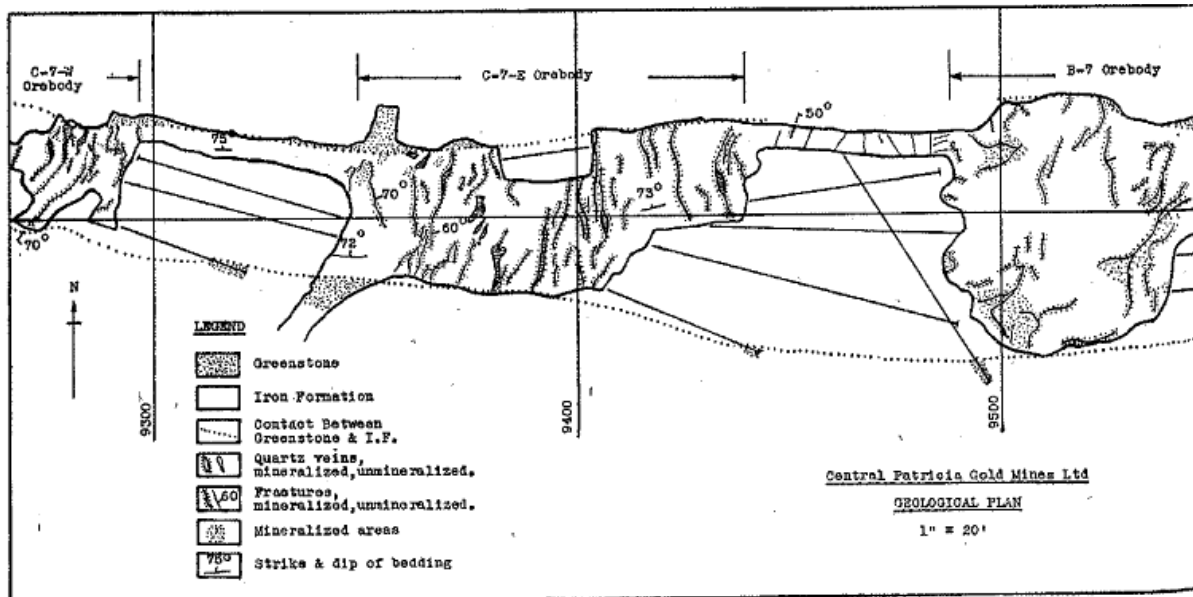 C-7-W
Orebody
C-7-E Orebody
B-7 Orebody
50°
75
70°
73°
60°
70°
72°
N
LEGEND
Greenstone
Iron Formation
Contact Between
Greenstone & I.F.
Quartz veins,
mineralized,unmineralized.
60
Fractures,
mineralized,unmineralized.
Mineralized areas
75°
Strike & dip of bedding
9300
9400
9500
Central Patricia Gold Mines Ltd
GEOLOGICAL PLAN
1" = 20'